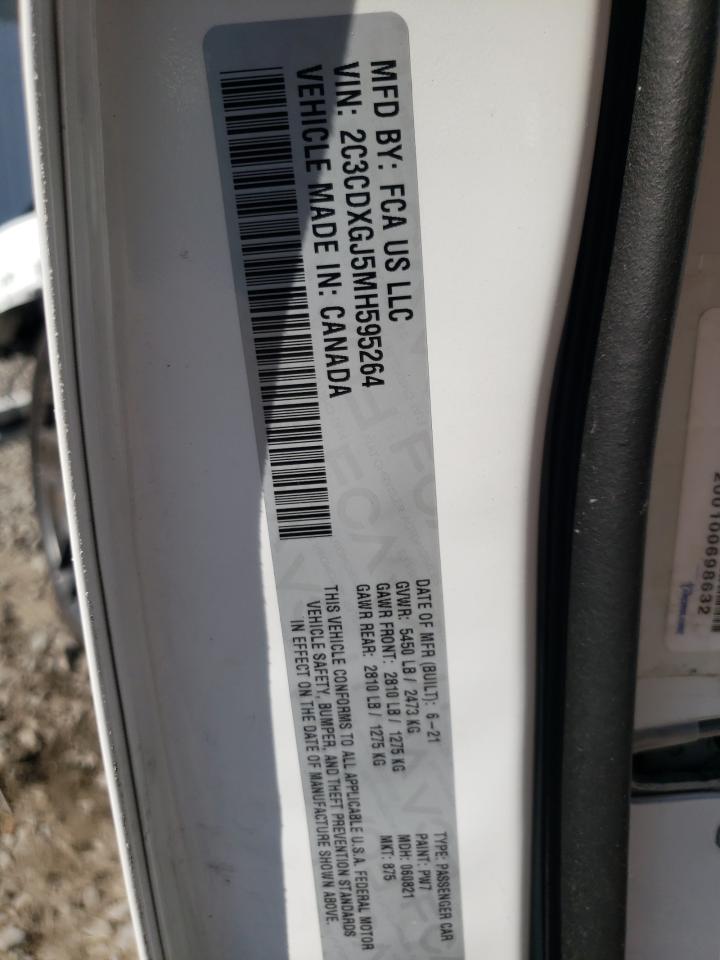 MFD BY: FCA US LLC
VIN: 2C3CDXGJ5MH595264
VEHICLE MADE IN: CANADA
DATE OF MFR (BUILT): 6-21
GVWR: 5450 LB / 2473 KG
GAWR FRONT: 2810 LB / 1275 KG
GAWR REAR: 2810 LB / 1275 KG
THIS VEHICLE CONFORMS TO ALL APPLICABLE U.S.A. FEDERAL MOTOR
VEHICLE SAFETY, BUMPER, AND THEFT PREVENTION STANDARDS
IN EFFECT ON THE DATE OF MANUFACTURE SHOWN ABOVE.
TYPE: PASSENGER CAR
PAINT: PW7
MDH: 060821
MKT: 875